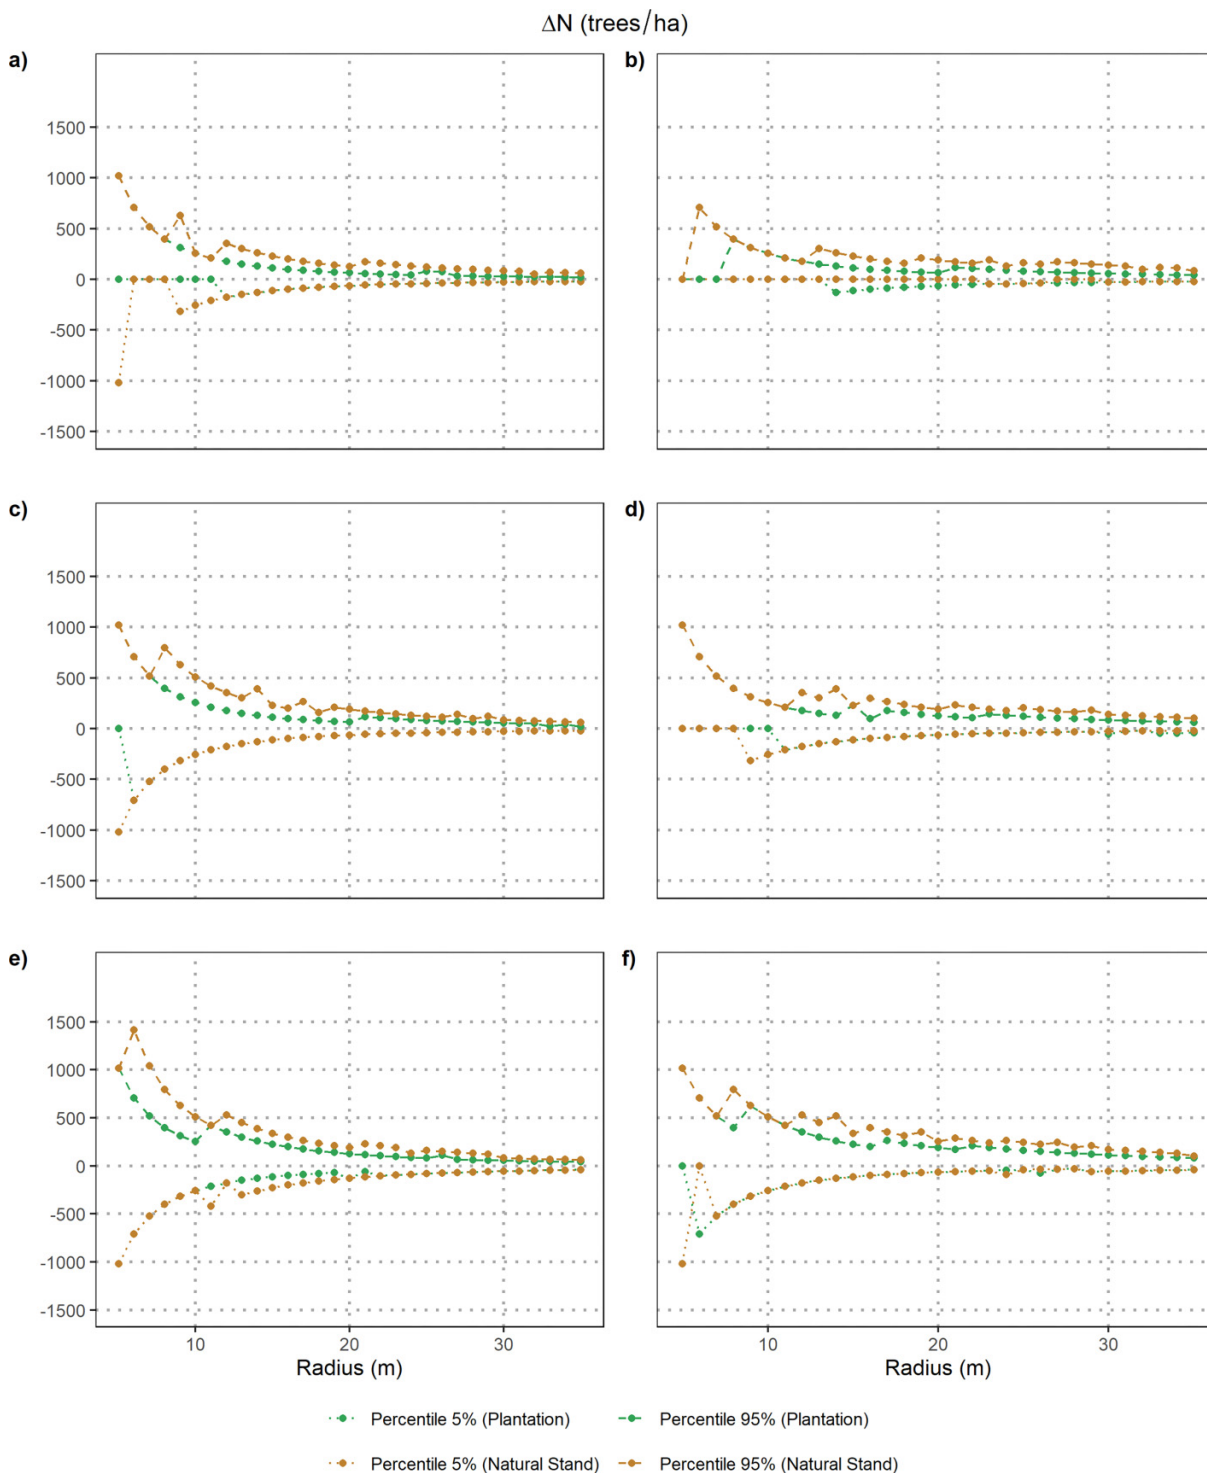 ΔN (trees/ha)
a)
b)
1500
1000
500
0
-500
-1000
-1500
c)
d)
1500
1000
500
0
-500
-1000
-1500
e)
f)
1500
1000
500
0
-500
-1000
-1500
10 20 30
10 20 30
Radius (m)
Radius (m)
Percentile 5% (Plantation)
Percentile 95% (Plantation)
Percentile 5% (Natural Stand)
Percentile 95% (Natural Stand)